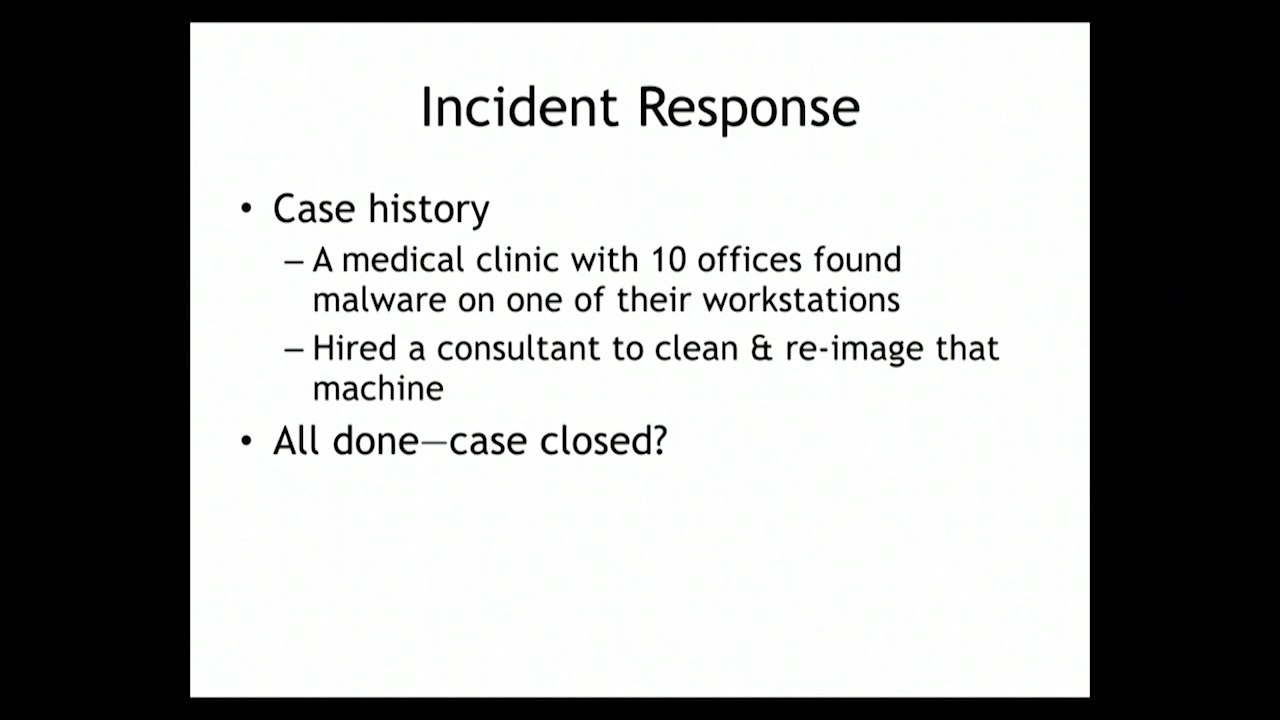 Incident Response
• Case history
– A medical clinic with 10 offices found
malware on one of their workstations
– Hired a consultant to clean & re-image that
machine
• All done—case closed?